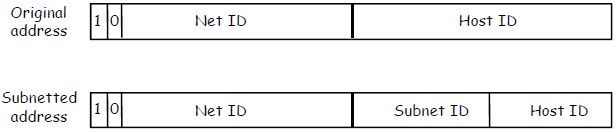 Original
address
1 0 Net ID Host ID
Subnetted
address
1 0 Net ID Subnet ID Host ID